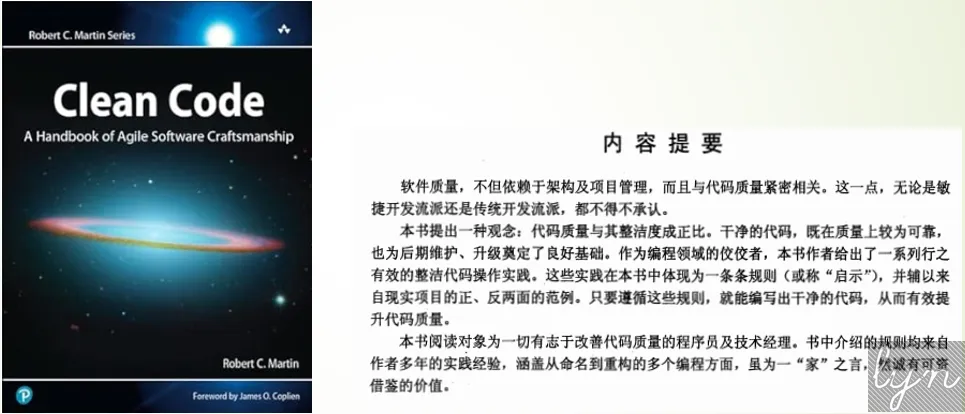 Robert C. Martin Series
Clean Code
A Handbook of Agile Software Craftsmanship
Robert C. Martin
P
Foreword by James O. Coplien
内容提要
软件质量，不但依赖于架构及项目管理，而且与代码质量紧密相关。这一点，无论是敏
捷开发流派还是传统开发流派，都不得不承认。
本书提出一种观念：代码质量与其整洁度成正比。干净的代码，既在质量上较为可靠，
也为后期维护、升级奠定了良好基础。作为编程领域的佼佼者，本书作者给出了一系列行之
有效的整洁代码操作实践。这些实践在本书中体现为一条条规则（或称“启示”），并辅以来
自现实项目的正、反两面的范例。只要遵循这些规则，就能编写出干净的代码，从而有效提
升代码质量。
本书阅读对象为一切有志于改善代码质量的程序员及技术经理。书中介绍的规则均来自
作者多年的实践经验，涵盖从命名到重构的多个编程方面，虽为一“家”之言，然诚有可资
借鉴的价值。
lyn